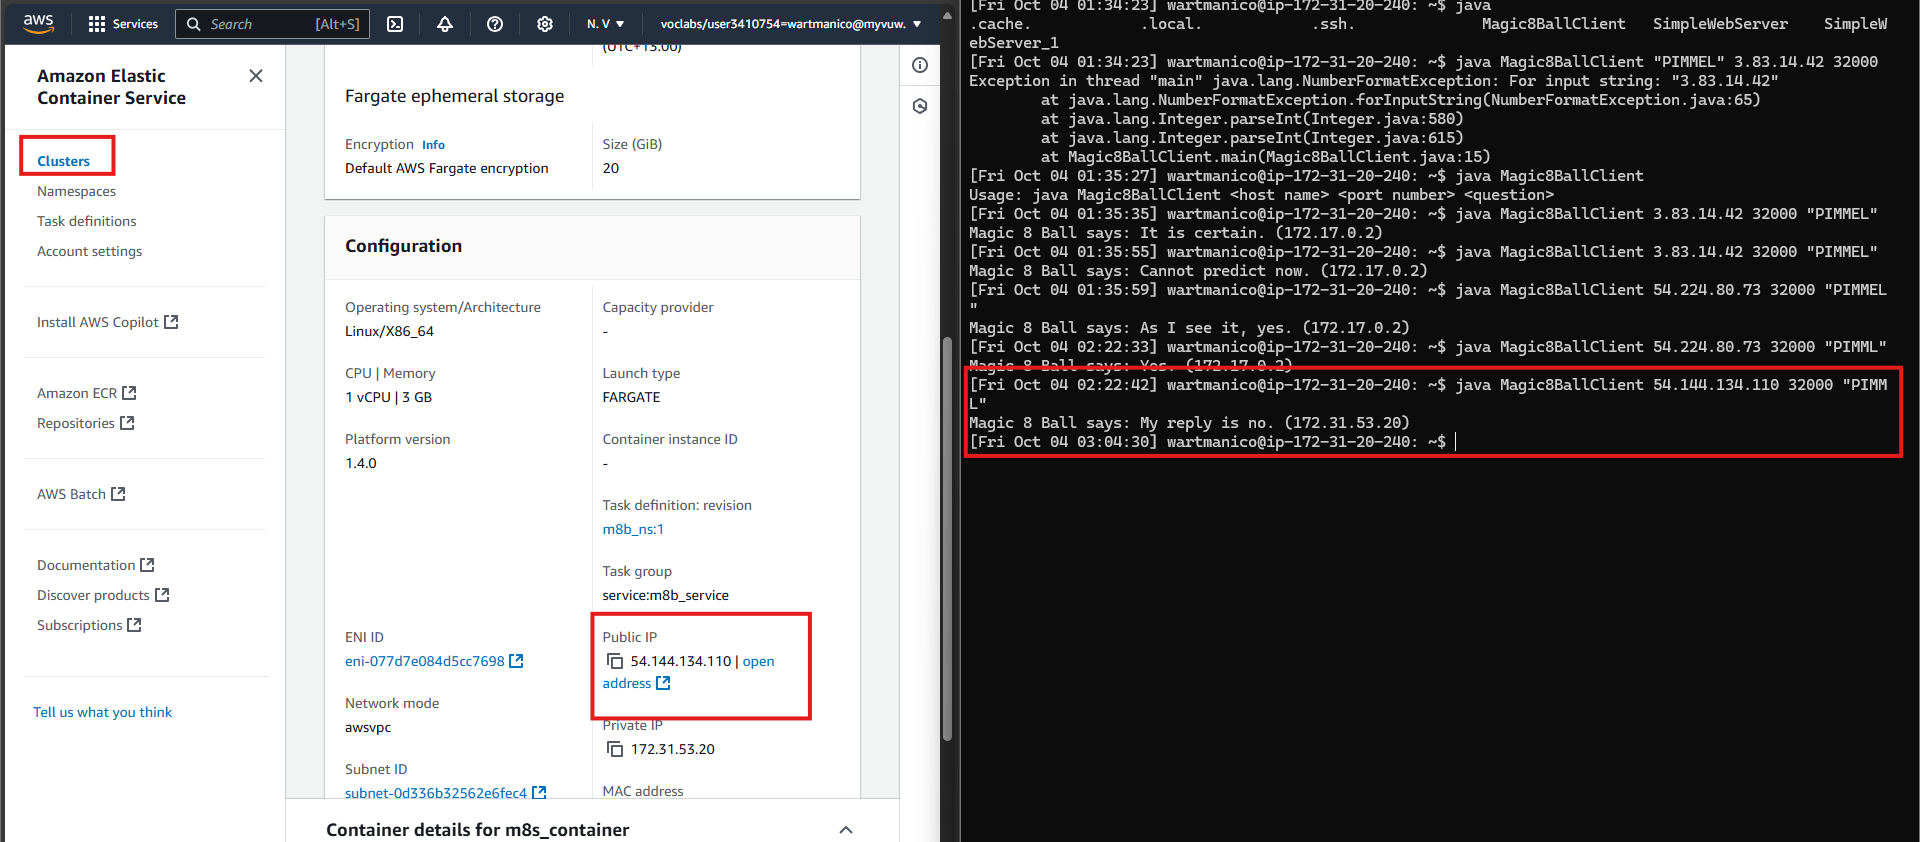 aws
Services
Search [Alt+S]
N. V ▼
voclabs/user3410754=wartmanico@myvuw. ▼
Amazon Elastic
Container Service
Clusters
Namespaces
Task definitions
Account settings
Install AWS Copilot
Amazon ECR
Repositories
AWS Batch
Documentation
Discover products
Subscriptions
Tell us what you think
(UTC+13:00)
Fargate ephemeral storage
Encryption Info
Default AWS Fargate encryption
Size (GiB)
20
Configuration
Operating system/Architecture
Linux/X86_64
CPU | Memory
1 vCPU | 3 GB
Platform version
1.4.0
ENI ID
eni-077d7e084d5cc7698
Network mode
awsvpc
Subnet ID
subnet-0d336b32562e6fec4
Capacity provider
-
Launch type
FARGATE
Container instance ID
-
Task definition: revision
m8b_ns:1
Task group
service:m8b_service
Public IP
54.144.134.110 | open
address
Private IP
172.31.53.20
MAC address
Container details for m8s_container
[Fri Oct 04 01:34:23] wartmanico@ip-172-31-20-240: ~$ java
.cache. .local. .ssh. Magic8BallClient SimpleWebServer SimpleW
ebServer_1
[Fri Oct 04 01:34:23] wartmanico@ip-172-31-20-240: ~$ java Magic8BallClient "PIMMEL" 3.83.14.42 32000
Exception in thread "main" java.lang.NumberFormatException: For input string: "3.83.14.42"
at java.lang.NumberFormatException.forInputString(NumberFormatException.java:65)
at java.lang.Integer.parseInt(Integer.java:580)
at java.lang.Integer.parseInt(Integer.java:615)
at Magic8BallClient.main(Magic8BallClient.java:15)
[Fri Oct 04 01:35:27] wartmanico@ip-172-31-20-240: ~$ java Magic8BallClient
Usage: java Magic8BallClient <host name> <port number> <question>
[Fri Oct 04 01:35:35] wartmanico@ip-172-31-20-240: ~$ java Magic8BallClient 3.83.14.42 32000 "PIMMEL"
Magic 8 Ball says: It is certain. (172.17.0.2)
[Fri Oct 04 01:35:55] wartmanico@ip-172-31-20-240: ~$ java Magic8BallClient 3.83.14.42 32000 "PIMMEL"
Magic 8 Ball says: Cannot predict now. (172.17.0.2)
[Fri Oct 04 01:35:59] wartmanico@ip-172-31-20-240: ~$ java Magic8BallClient 54.224.80.73 32000 "PIMMEL
"
Magic 8 Ball says: As I see it, yes. (172.17.0.2)
[Fri Oct 04 02:22:33] wartmanico@ip-172-31-20-240: ~$ java Magic8BallClient 54.224.80.73 32000 "PIMML"
Magic 8 Ball says: Yes. (172.17.0.2)
[Fri Oct 04 02:22:42] wartmanico@ip-172-31-20-240: ~$ java Magic8BallClient 54.144.134.110 32000 "PIMM
L"
Magic 8 Ball says: My reply is no. (172.31.53.20)
[Fri Oct 04 03:04:30] wartmanico@ip-172-31-20-240: ~$